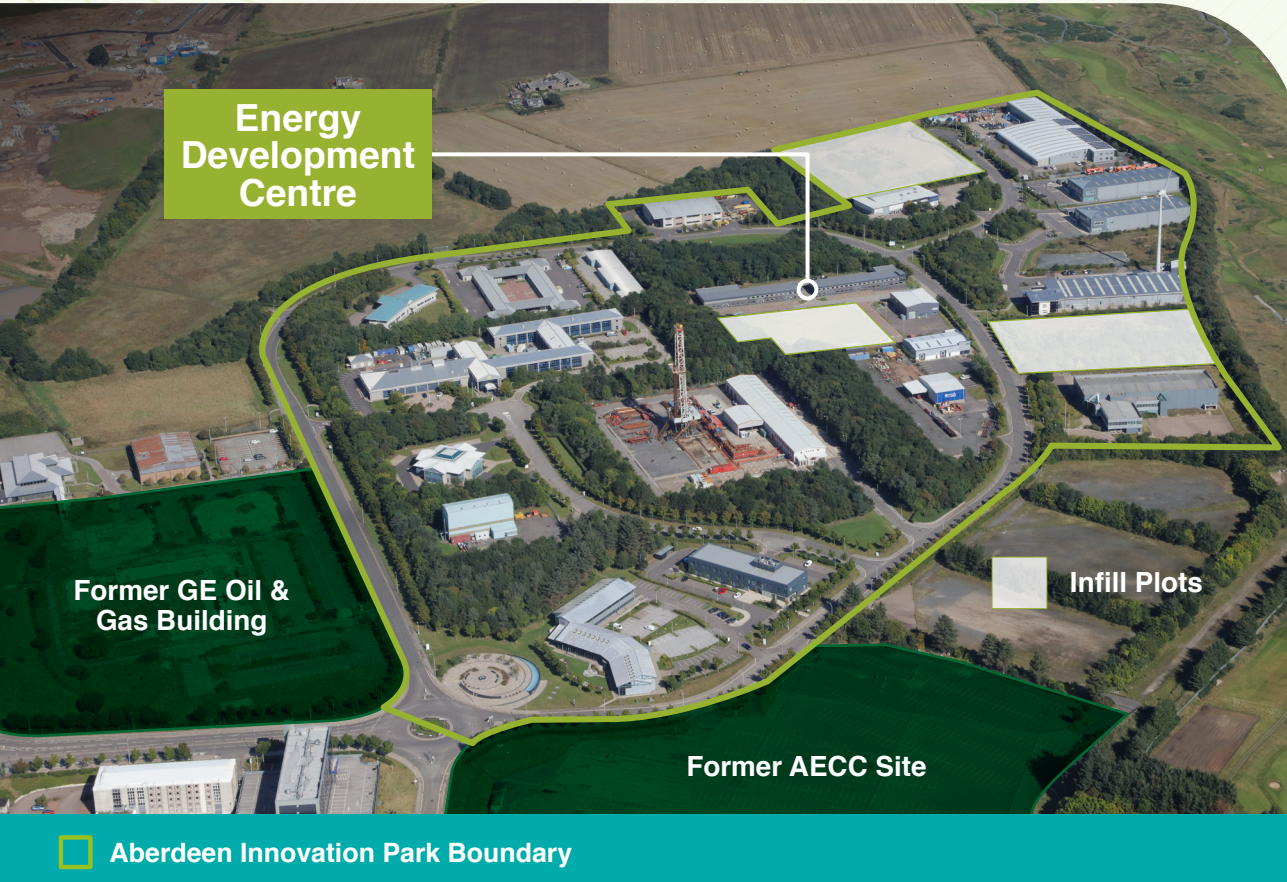 Energy
Development
Centre
Former GE Oil &
Gas Building
Infill Plots
Former AECC Site
Aberdeen Innovation Park Boundary